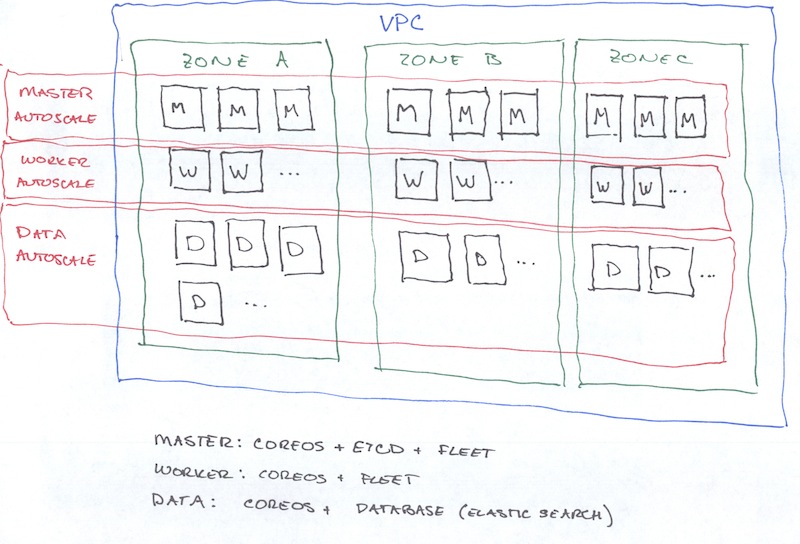 VPC
ZONE A ZONE B ZONE C
MASTER
AUTOSCALE
M M M M M M M M M
WORKER
AUTOSCALE
W W ... W W ... W W ...
DATA
AUTOSCALE
D D D D D ... D D ...
D ...
MASTER: COREOS + ETCD + FLEET
WORKER: COREOS + FLEET
DATA: COREOS + DATABASE (ELASTIC SEARCH)